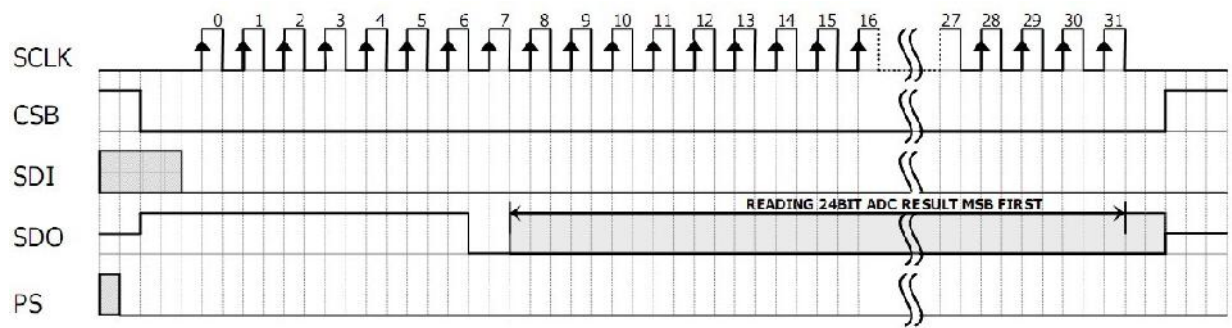 0 1 2 3 4 5 6 7 8 9 10 11 12 13 14 15 16 27 28 29 30 31
SCLK
CSB
SDI
READING 24BIT ADC RESULT MSB FIRST
SDO
PS